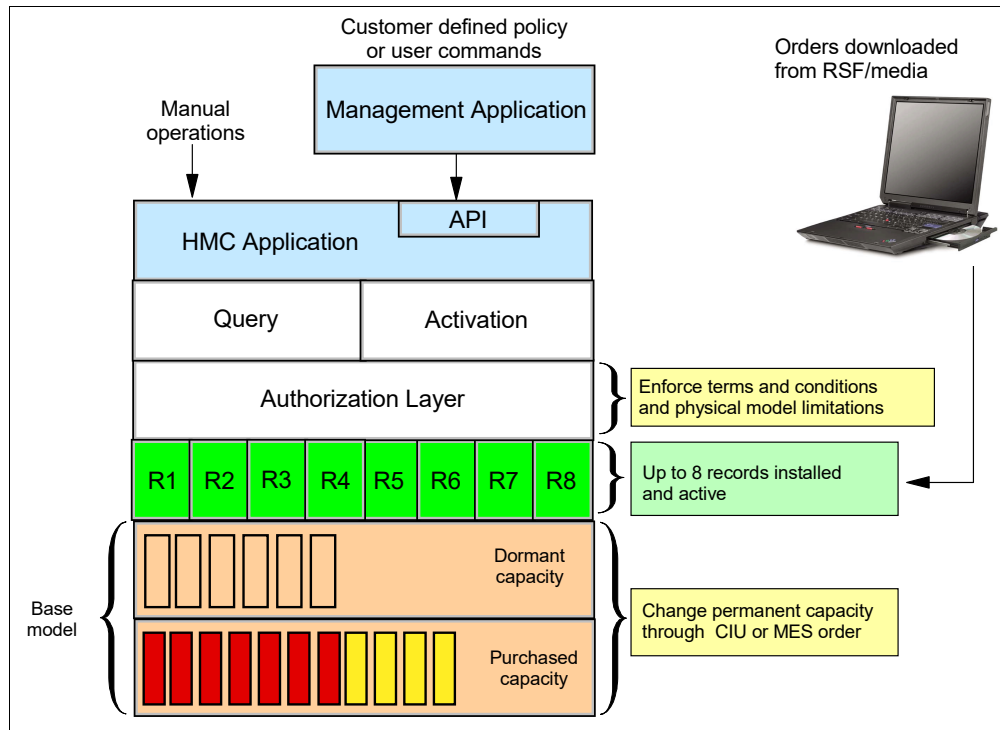 Customer defined policy
or user commands
Orders downloaded
from RSF/media
Management Application
Manual
operations
API
HMC Application
Query
Activation
Authorization Layer
Enforce terms and conditions
and physical model limitations
R1
R2
R3
R4
R5
R6
R7
R8
Up to 8 records installed
and active
Dormant
capacity
Base
model
Change permanent capacity
through CIU or MES order
Purchased
capacity